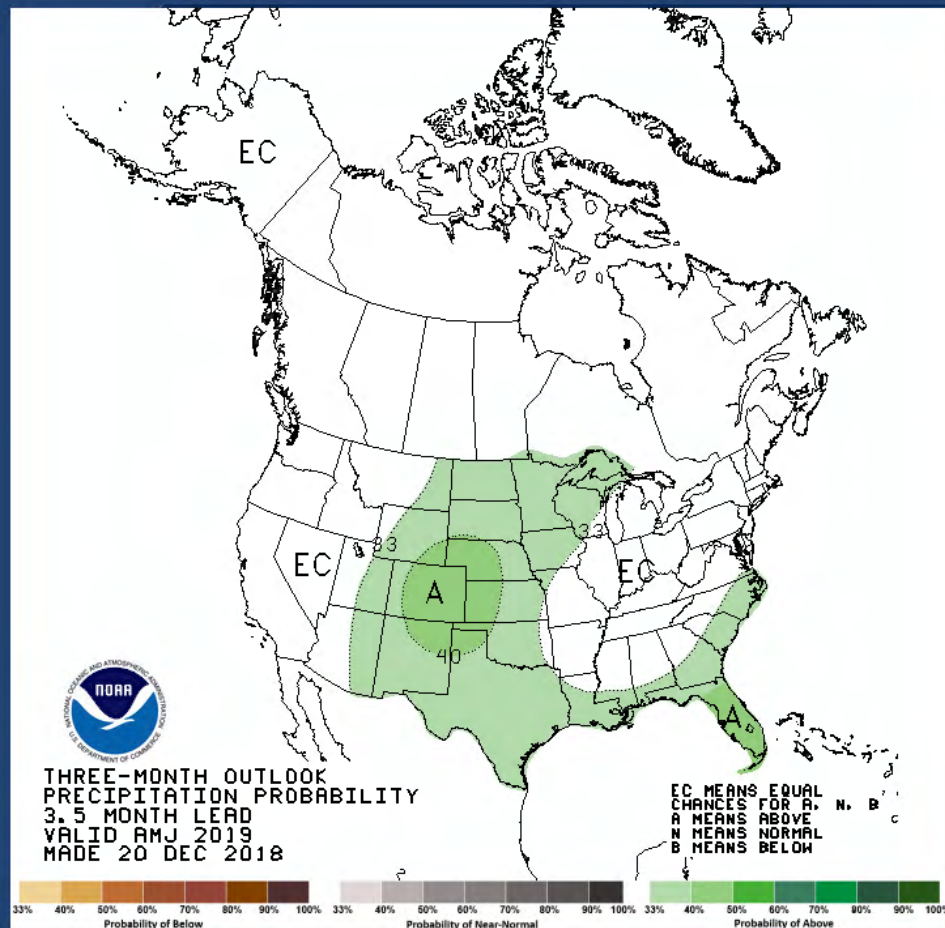 EC
33
33
EC
EC
A
40
A
NATIONAL OCEANIC AND ATMOSPHERIC ADMINISTRATION
NOAA
U.S. DEPARTMENT OF COMMERCE
THREE-MONTH OUTLOOK
PRECIPITATION PROBABILITY
3.5 MONTH LEAD
VALID AMJ 2019
MADE 20 DEC 2018
EC MEANS EQUAL
CHANCES FOR A, N, B
A MEANS ABOVE
N MEANS NORMAL
B MEANS BELOW
33% 40% 50% 60% 70% 80% 90% 100%
Probability of Below
33% 40% 50% 60% 70% 80% 90% 100%
Probability of Near-Normal
33% 40% 50% 60% 70% 80% 90% 100%
Probability of Above